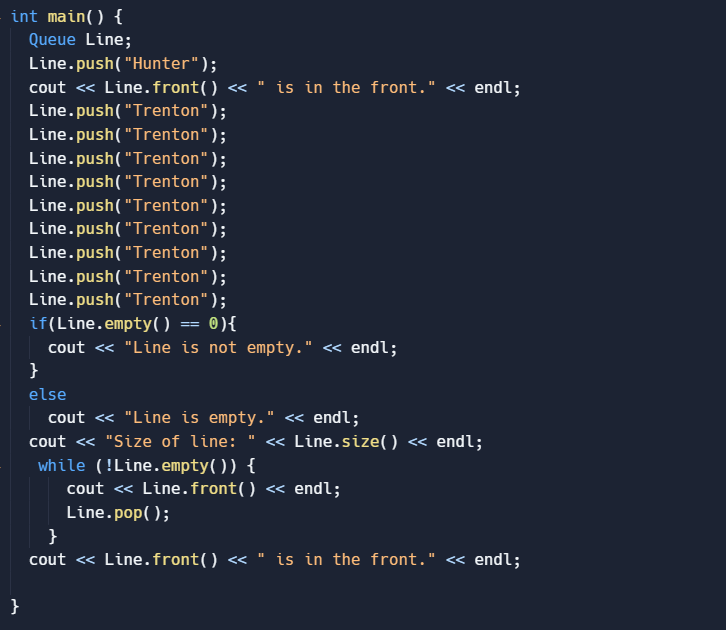 int main() {
  Queue Line;
  Line.push("Hunter");
  cout << Line.front() << " is in the front." << endl;
  Line.push("Trenton");
  Line.push("Trenton");
  Line.push("Trenton");
  Line.push("Trenton");
  Line.push("Trenton");
  Line.push("Trenton");
  Line.push("Trenton");
  Line.push("Trenton");
  Line.push("Trenton");
  if(Line.empty() == 0){
    cout << "Line is not empty." << endl;
  }
  else
    cout << "Line is empty." << endl;
  cout << "Size of line: " << Line.size() << endl;
   while (!Line.empty()) {
      cout << Line.front() << endl;
      Line.pop();
    }
  cout << Line.front() << " is in the front." << endl;

}